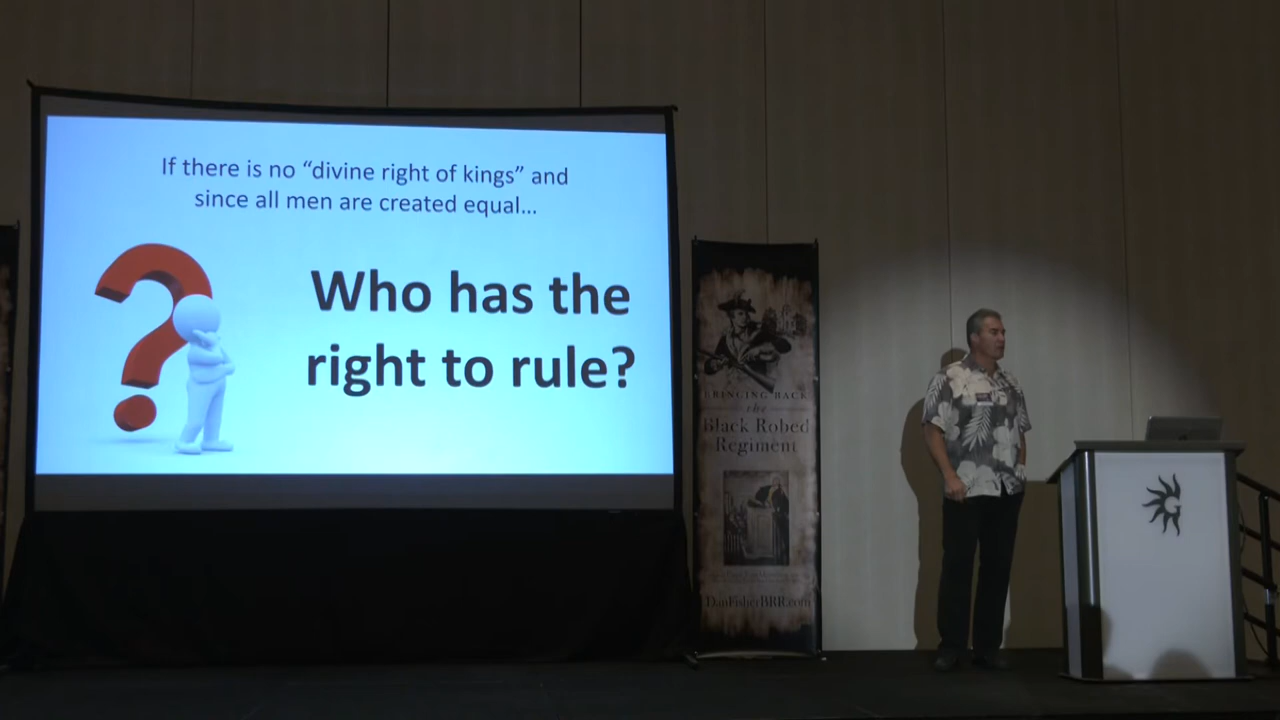 If there is no “divine right of kings” and
since all men are created equal...
Who has the
right to rule?
BRINGING BACK
the
Black Robed
Regiment
DanFisherBRR.com